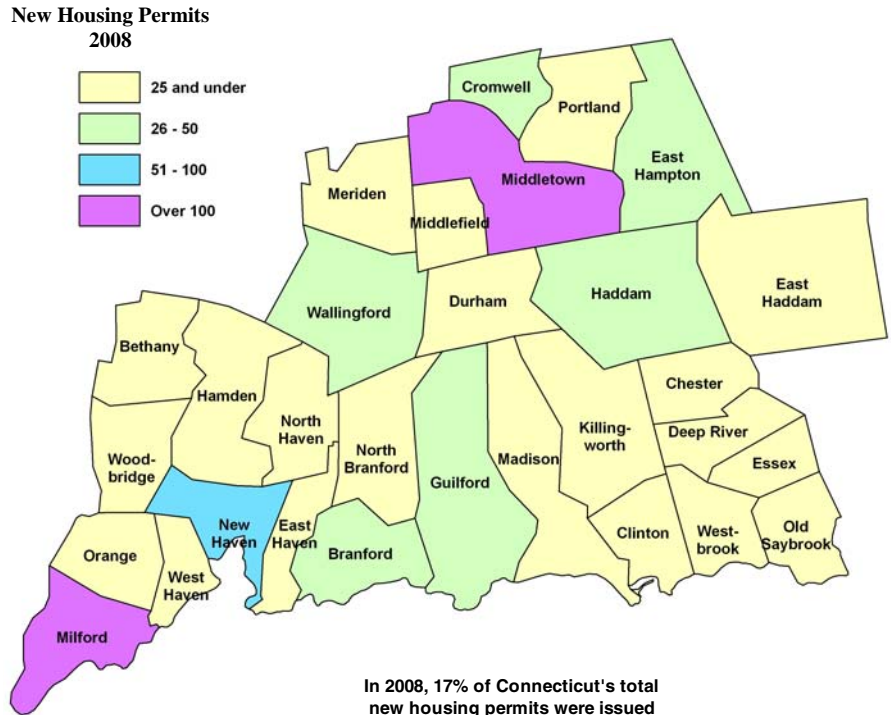 New Housing Permits
2008
25 and under
26 - 50
51 - 100
Over 100
Cromwell
Portland
East
Hampton
Middletown
Meriden
Middlefield
Wallingford
Durham
Haddam
East
Haddam
Bethany
Hamden
North
Haven
Wood-
bridge
North
Branford
Guilford
Madison
Killing-
worth
Chester
Deep River
Essex
Clinton
West-
brook
Old
Saybrook
New
Haven
East
Haven
Branford
Orange
West
Haven
Milford
In 2008, 17% of Connecticut's total
new housing permits were issued